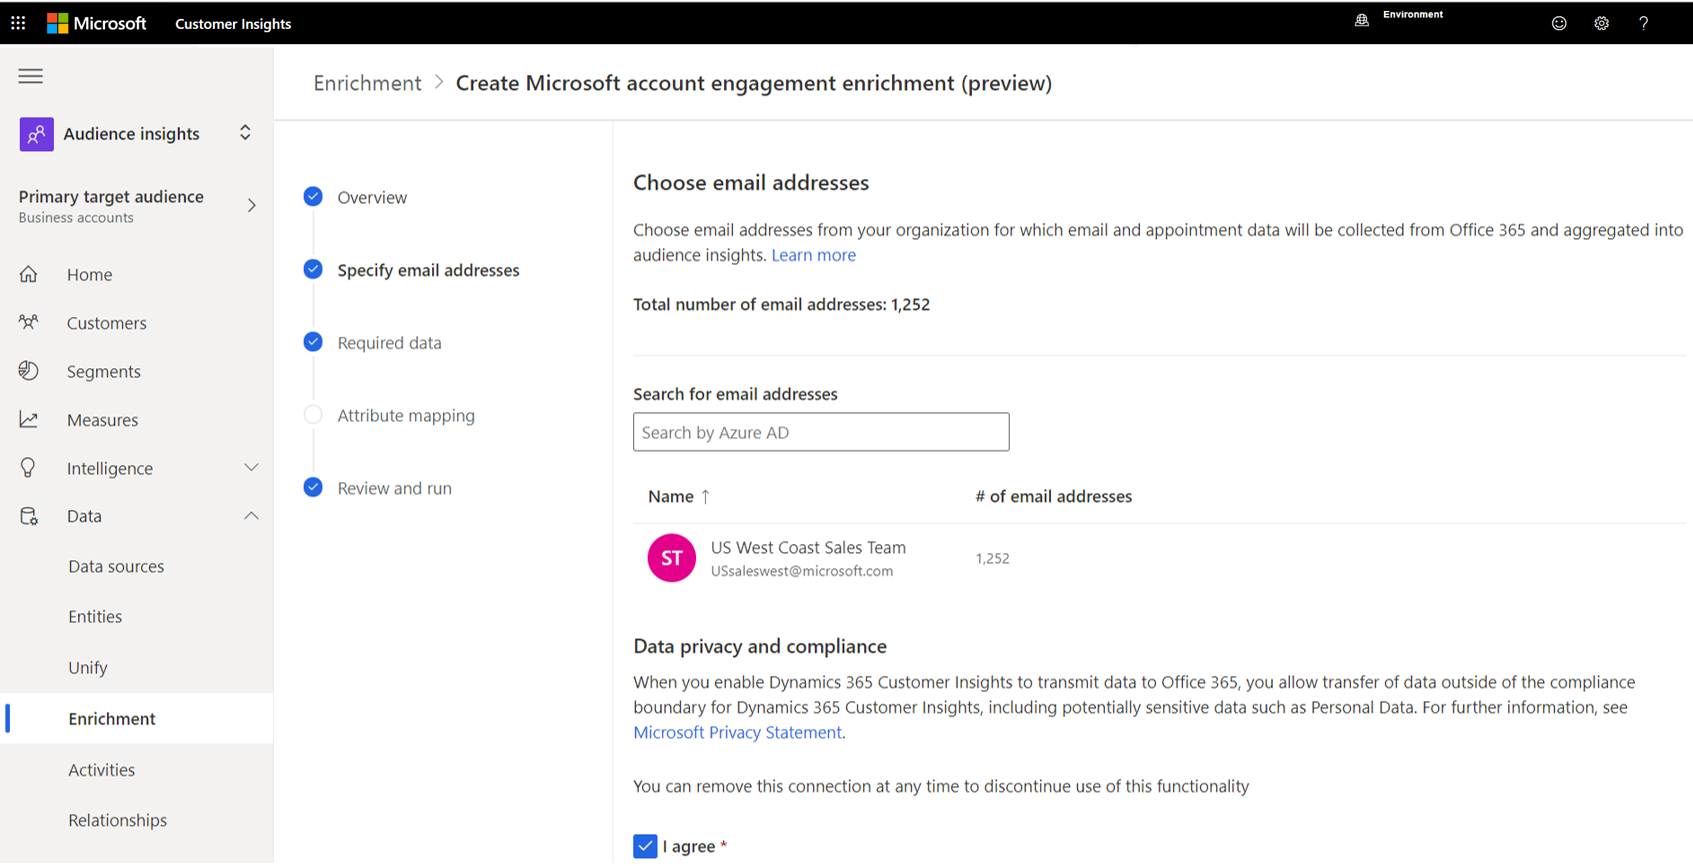 Microsoft Customer Insights
Environment
?
Audience insights
Primary target audience
Business accounts
Home
Customers
Segments
Measures
Intelligence
Data
Data sources
Entities
Unify
Enrichment
Activities
Relationships
Enrichment > Create Microsoft account engagement enrichment (preview)
Overview
Specify email addresses
Required data
Attribute mapping
Review and run
Choose email addresses
Choose email addresses from your organization for which email and appointment data will be collected from Office 365 and aggregated into
audience insights. Learn more
Total number of email addresses: 1,252
Search for email addresses
Search by Azure AD
Name ↑ # of email addresses
ST
US West Coast Sales Team
USsaleswest@microsoft.com
1,252
Data privacy and compliance
When you enable Dynamics 365 Customer Insights to transmit data to Office 365, you allow transfer of data outside of the compliance
boundary for Dynamics 365 Customer Insights, including potentially sensitive data such as Personal Data. For further information, see
Microsoft Privacy Statement.
You can remove this connection at any time to discontinue use of this functionality
I agree *